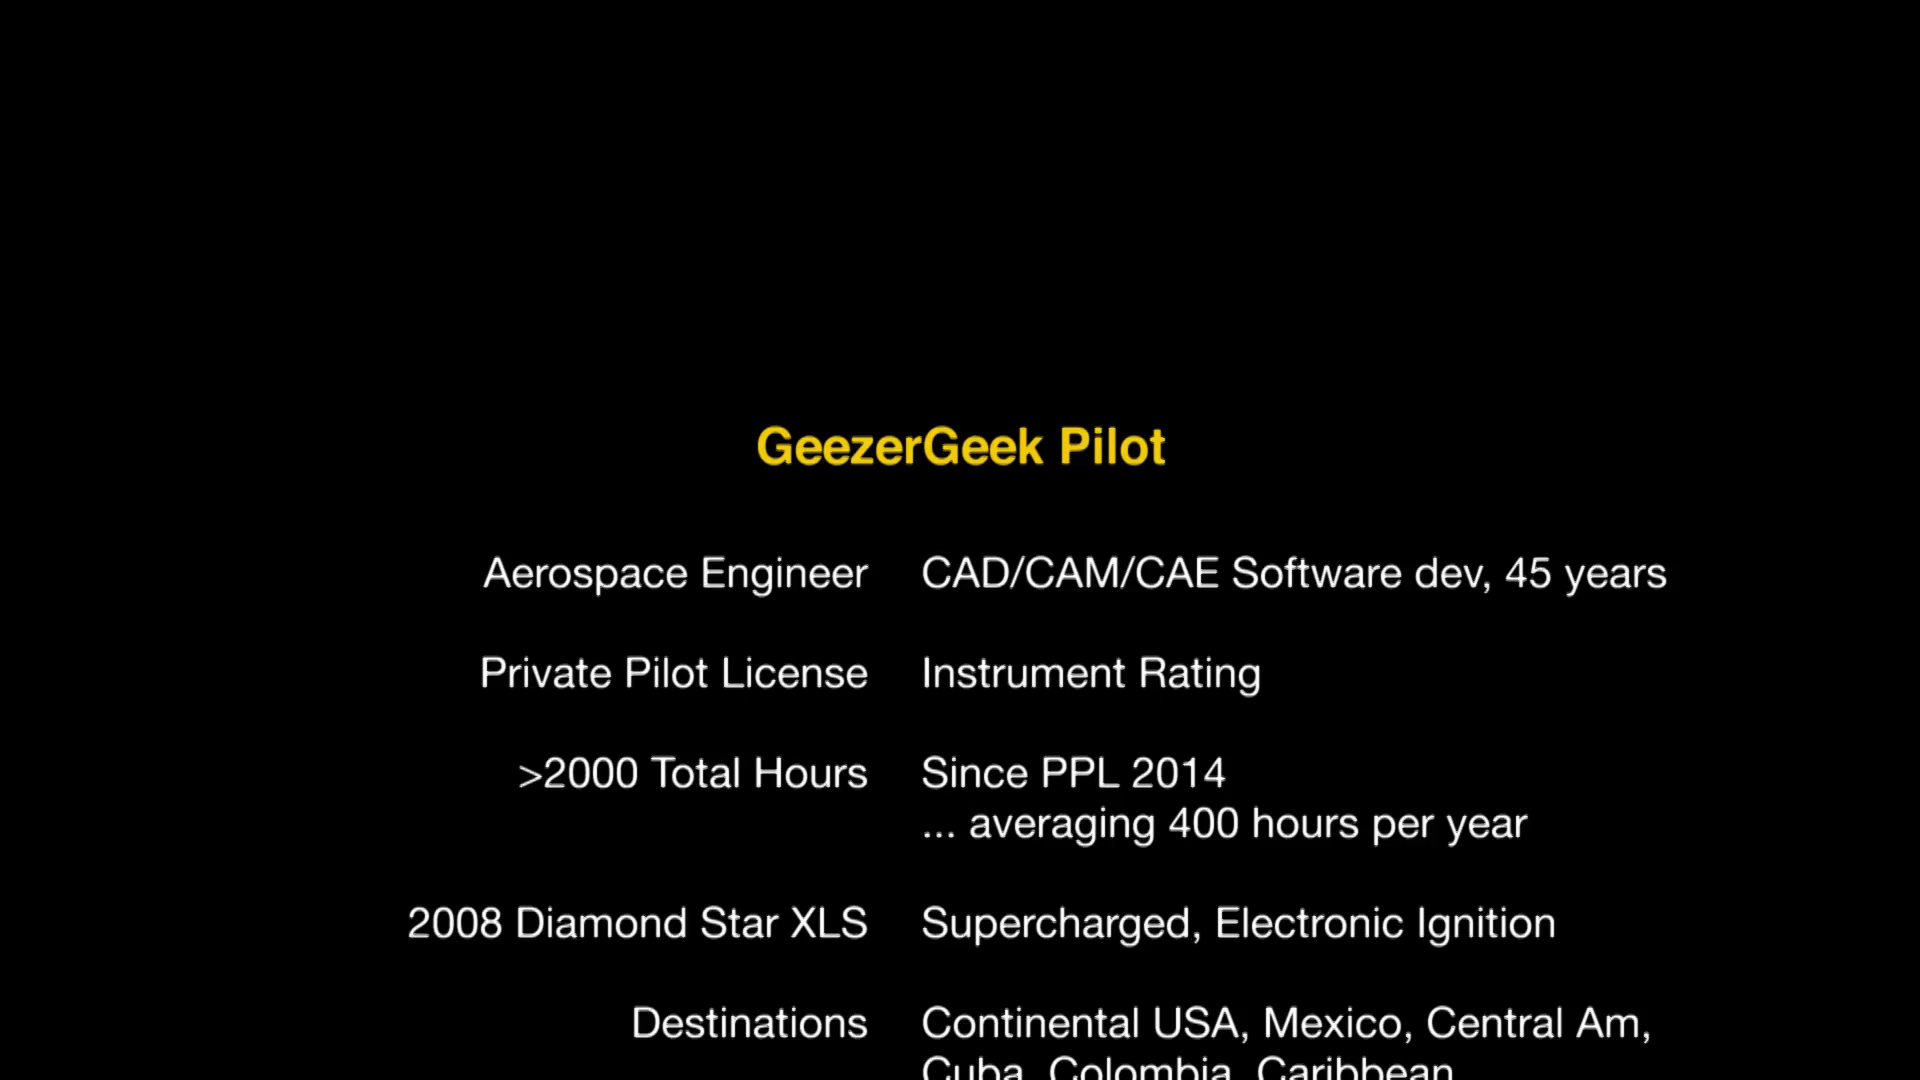 GeezerGeek Pilot
Aerospace Engineer CAD/CAM/CAE Software dev, 45 years
Private Pilot License Instrument Rating
>2000 Total Hours Since PPL 2014
... averaging 400 hours per year
2008 Diamond Star XLS Supercharged, Electronic Ignition
Destinations Continental USA, Mexico, Central Am,
Cuba, Colombia, Caribbean